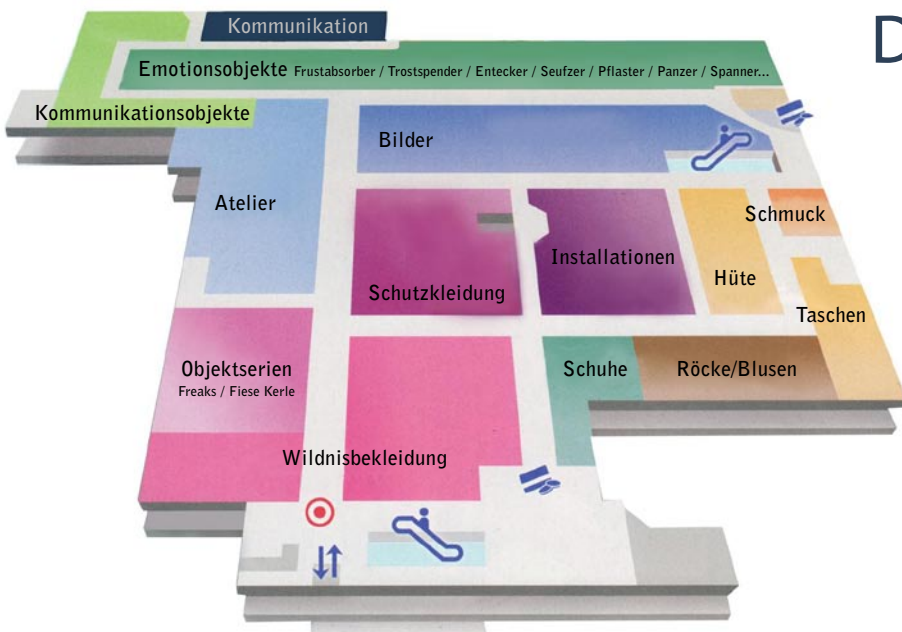 Kommunikation
D
Emotionsobjekte Frustabsorber / Trostspender / Entecker / Seufzer / Pflaster / Panzer / Spanner...
Kommunikationsobjekte
Bilder
Atelier
Schmuck
Installationen
Hüte
Schutzkleidung
Taschen
Objektserien
Freaks / Fiese Kerle
Schuhe
Röcke/Blusen
Wildnisbekleidung